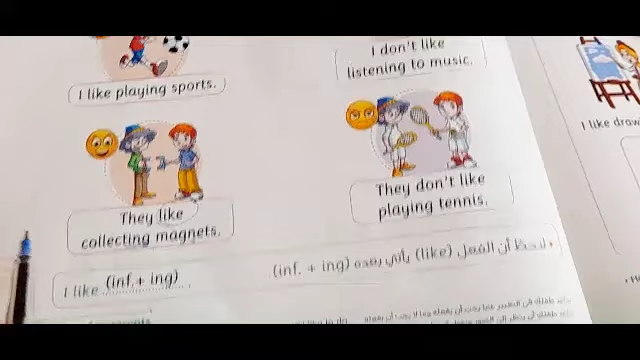 I don't like
listening to music.
I like playing sports.
I like draw
They like
collecting magnets.
They don't like
playing tennis.
لاحظ أن الفعل (like) يأتي بعده (inf. + ing).
I like (inf. + ing)